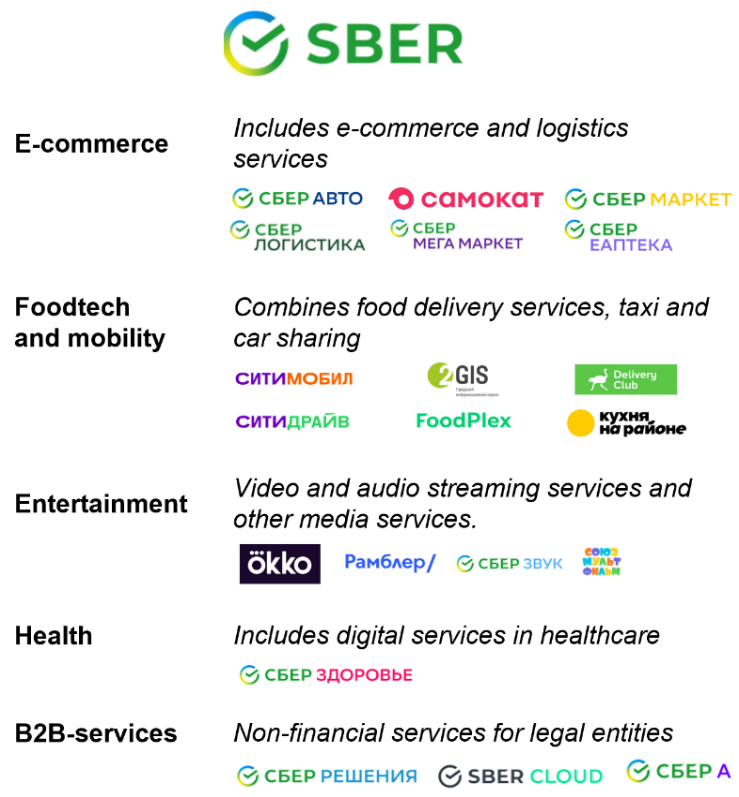 SBER
E-commerce
Includes e-commerce and logistics
services
СБЕР АВТО
самокат
СБЕР МАРКЕТ
СБЕР
ЛОГИСТИКА
СБЕР
МЕГА МАРКЕТ
СБЕР
ЕАПТЕКА
Foodtech
and mobility
Combines food delivery services, taxi and
car sharing
СИТИМОБИЛ
2GIS
Городской
информационный сервис
Delivery
Club
СИТИДРАЙВ
FoodPlex
кухня
на районе
Entertainment
Video and audio streaming services and
other media services.
ökko
Рамблер/
СБЕР ЗВУК
СОЮЗ
МУЛЬТ
ФИЛЬМ
Health
Includes digital services in healthcare
СБЕР ЗДОРОВЬЕ
B2B-services
Non-financial services for legal entities
СБЕР РЕШЕНИЯ
SBER CLOUD
СБЕР А